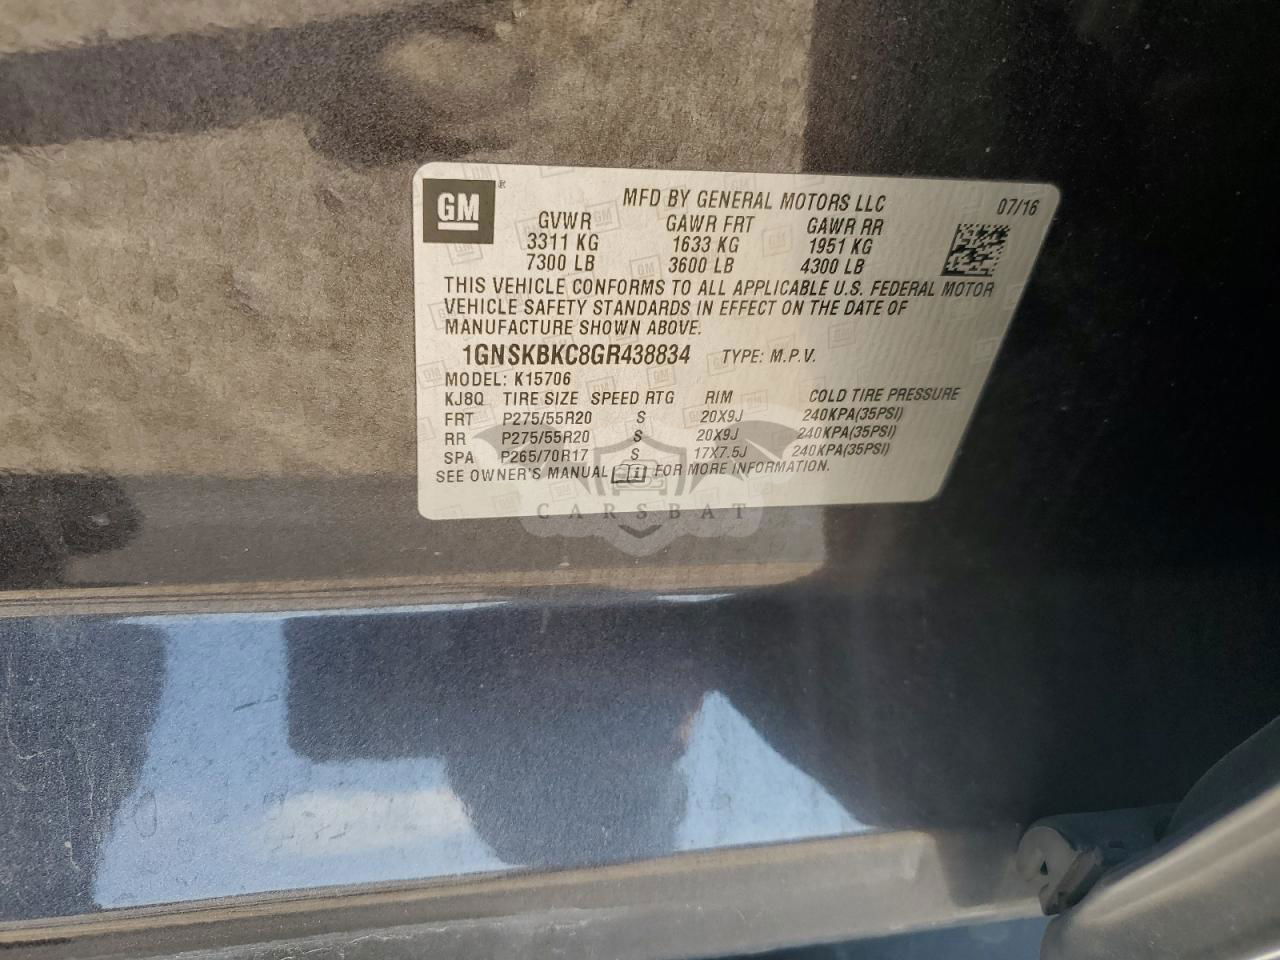 GM
MFD BY GENERAL MOTORS LLC 07/16
GVWR GAWR FRT GAWR RR
3311 KG 1633 KG 1951 KG
7300 LB 3600 LB 4300 LB
THIS VEHICLE CONFORMS TO ALL APPLICABLE U.S. FEDERAL MOTOR
VEHICLE SAFETY STANDARDS IN EFFECT ON THE DATE OF
MANUFACTURE SHOWN ABOVE.
1GNSKBKC8GR438834 TYPE: M.P.V.
MODEL: K15706
KJ8Q TIRE SIZE SPEED RTG RIM COLD TIRE PRESSURE
FRT P275/55R20 S 20X9J 240KPA(35PSI)
RR P275/55R20 S 20X9J 240KPA(35PSI)
SPA P265/70R17 S 17X7.5J 240KPA(35PSI)
SEE OWNER'S MANUAL FOR MORE INFORMATION.
CARSBAT